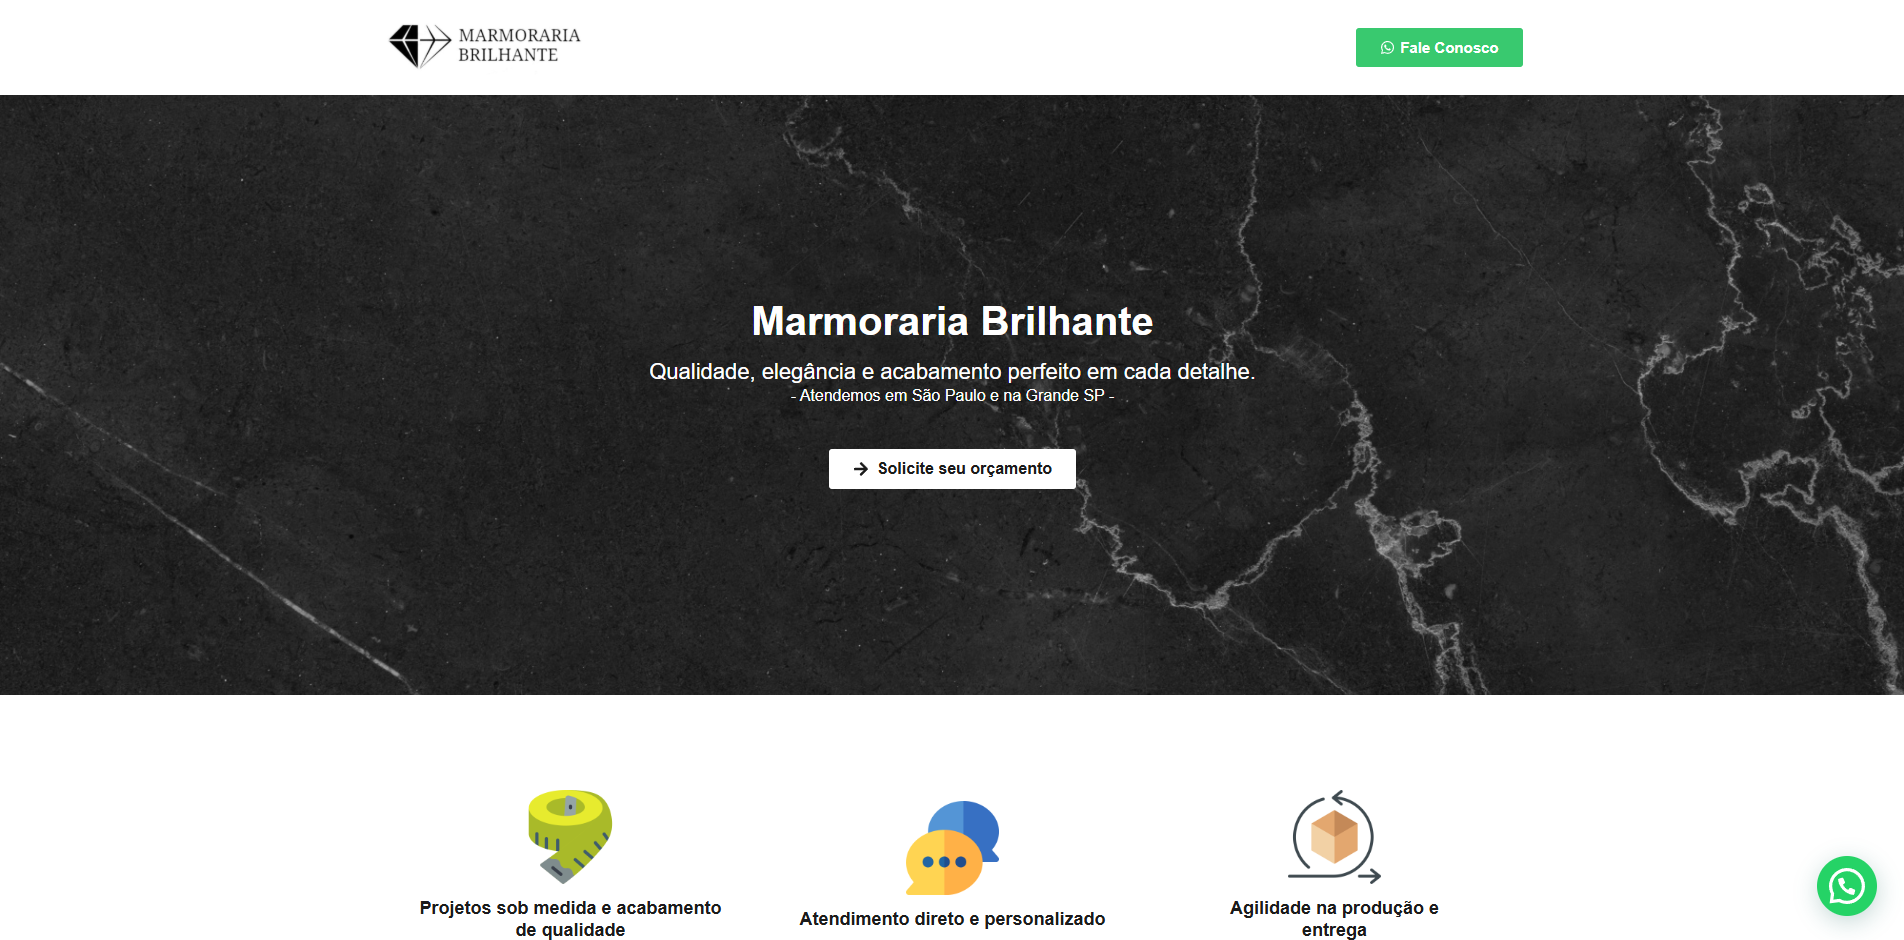 MARMORARIA
BRILHANTE
Fale Conosco
Marmoraria Brilhante
Qualidade, elegância e acabamento perfeito em cada detalhe.
- Atendemos em São Paulo e na Grande SP -
Solicite seu orçamento
Projetos sob medida e acabamento
de qualidade
Atendimento direto e personalizado
Agilidade na produção e
entrega